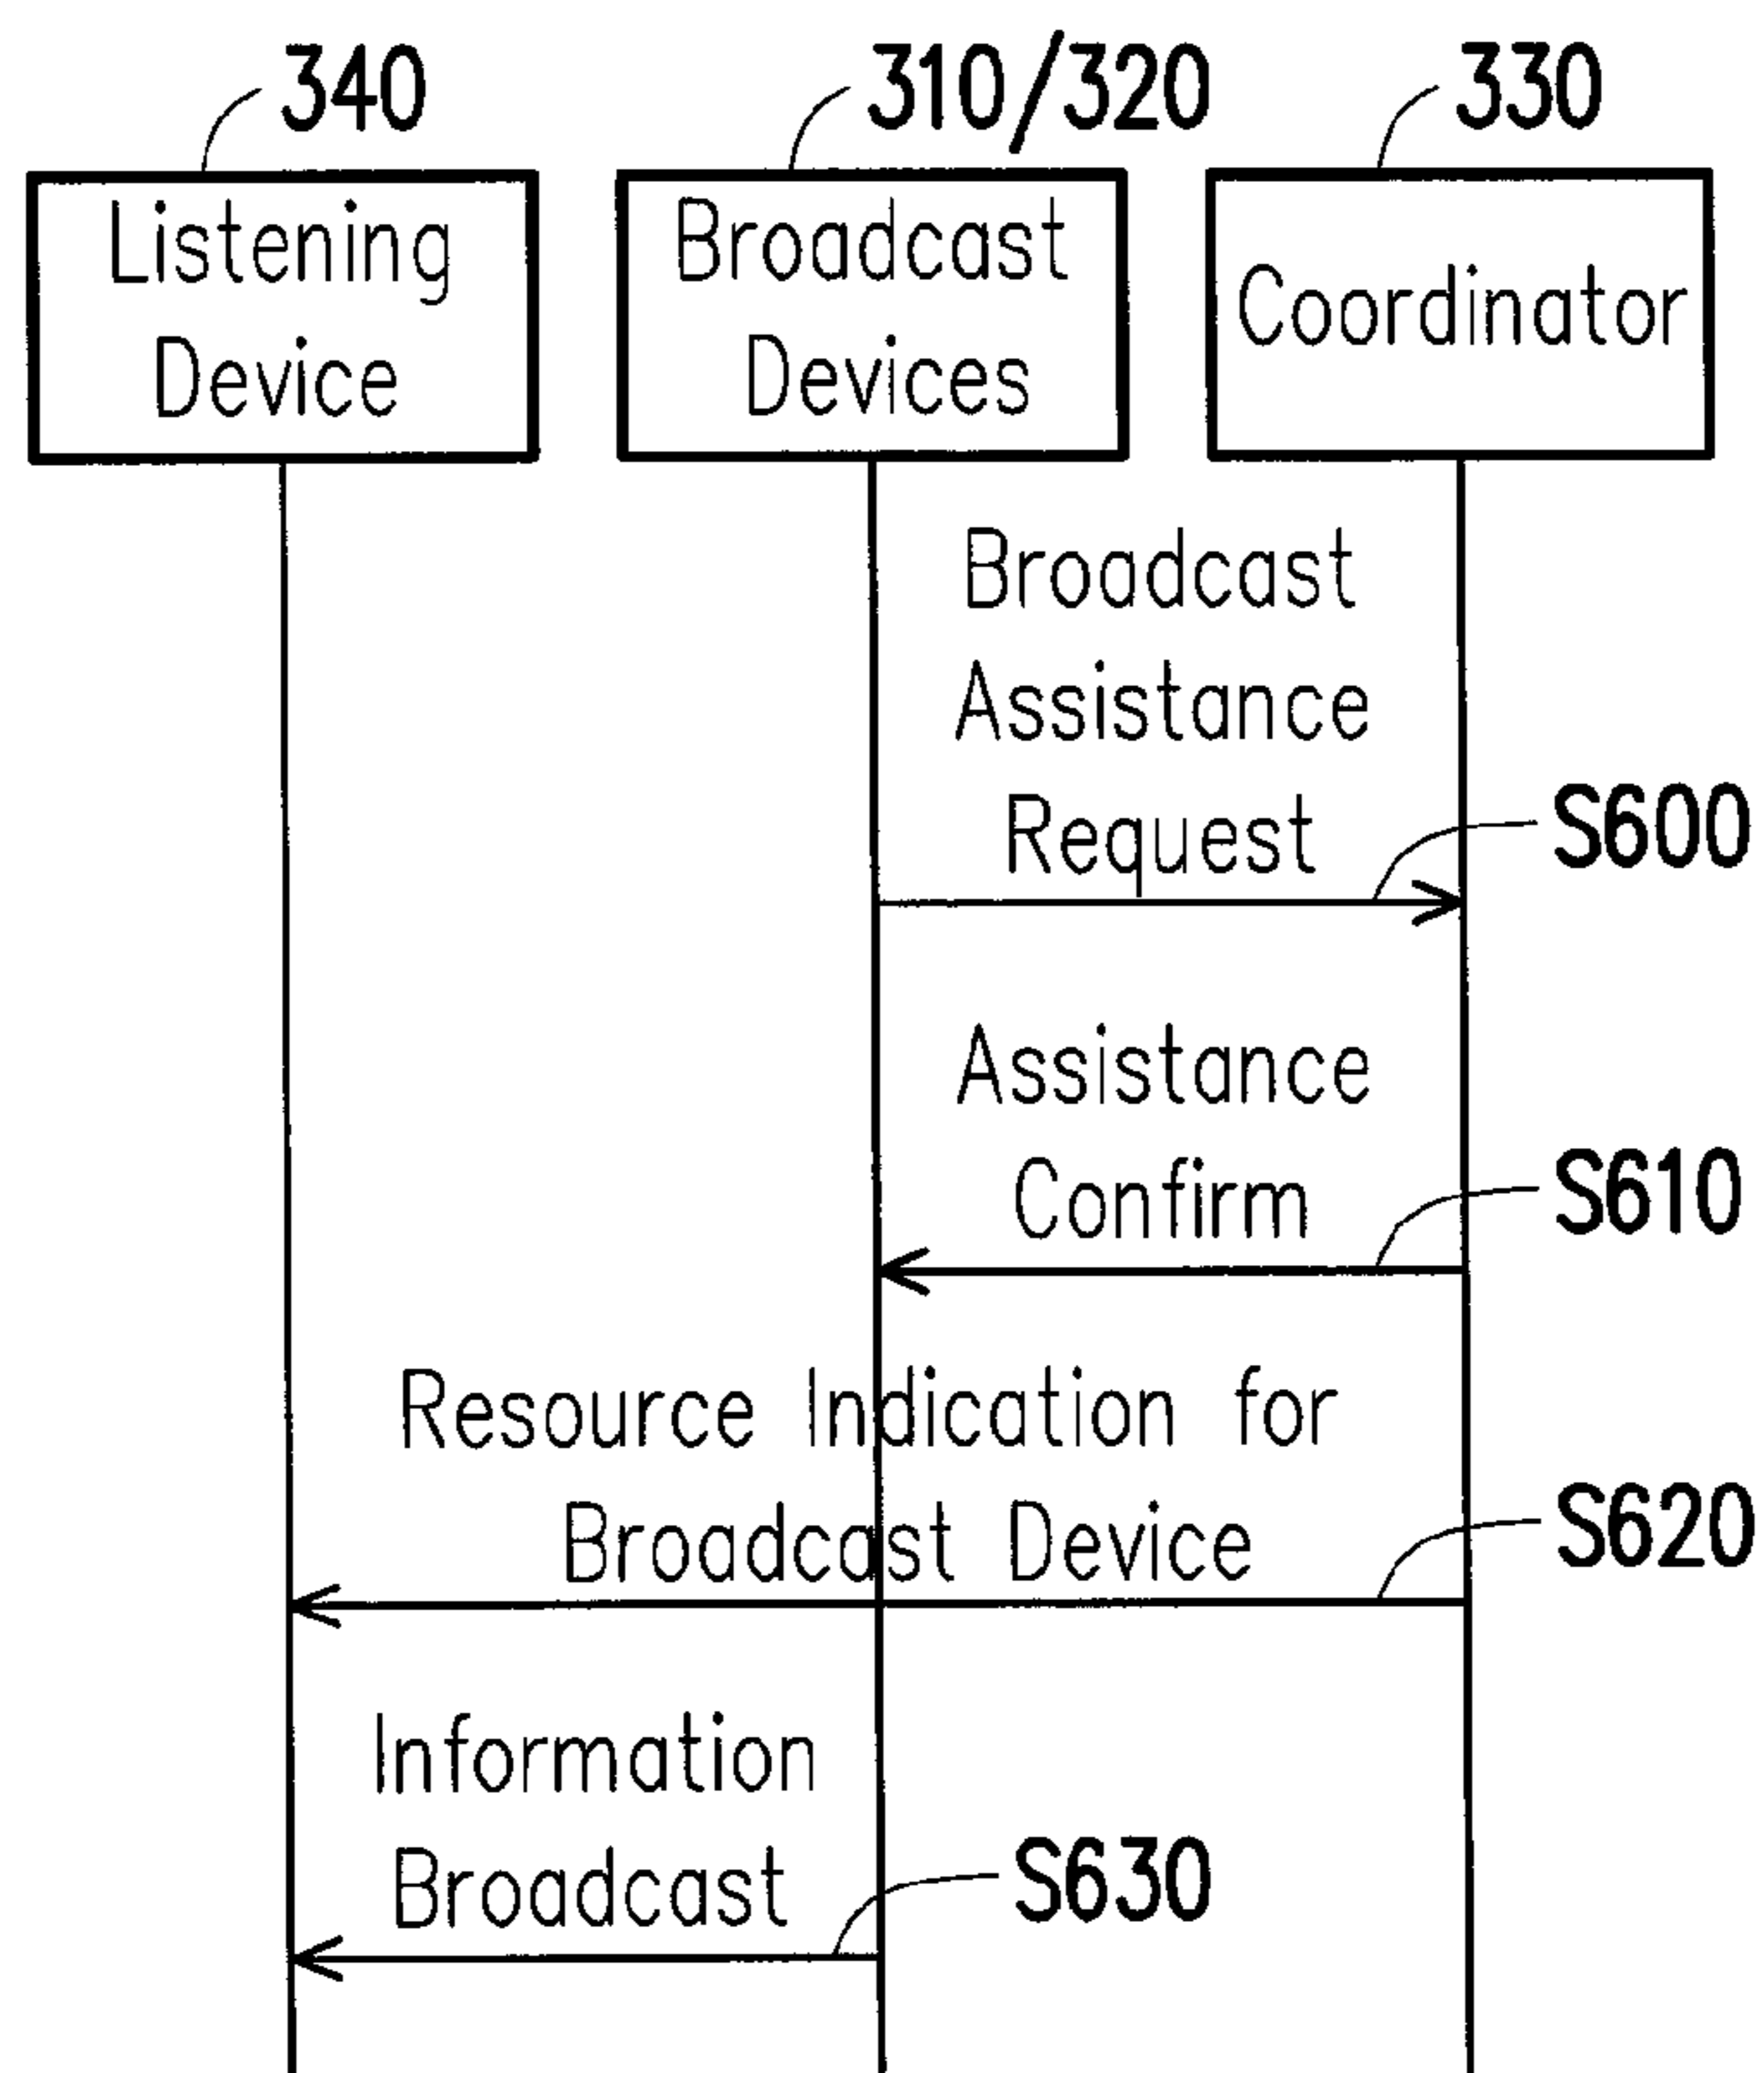 340
310/320
330
Listening
Device
Broadcast
Devices
Coordinator
Broadcast
Assistance
Request
S600
Assistance
Confirm
S610
Resource Indication for
Broadcast Device
S620
Information
Broadcast
S630